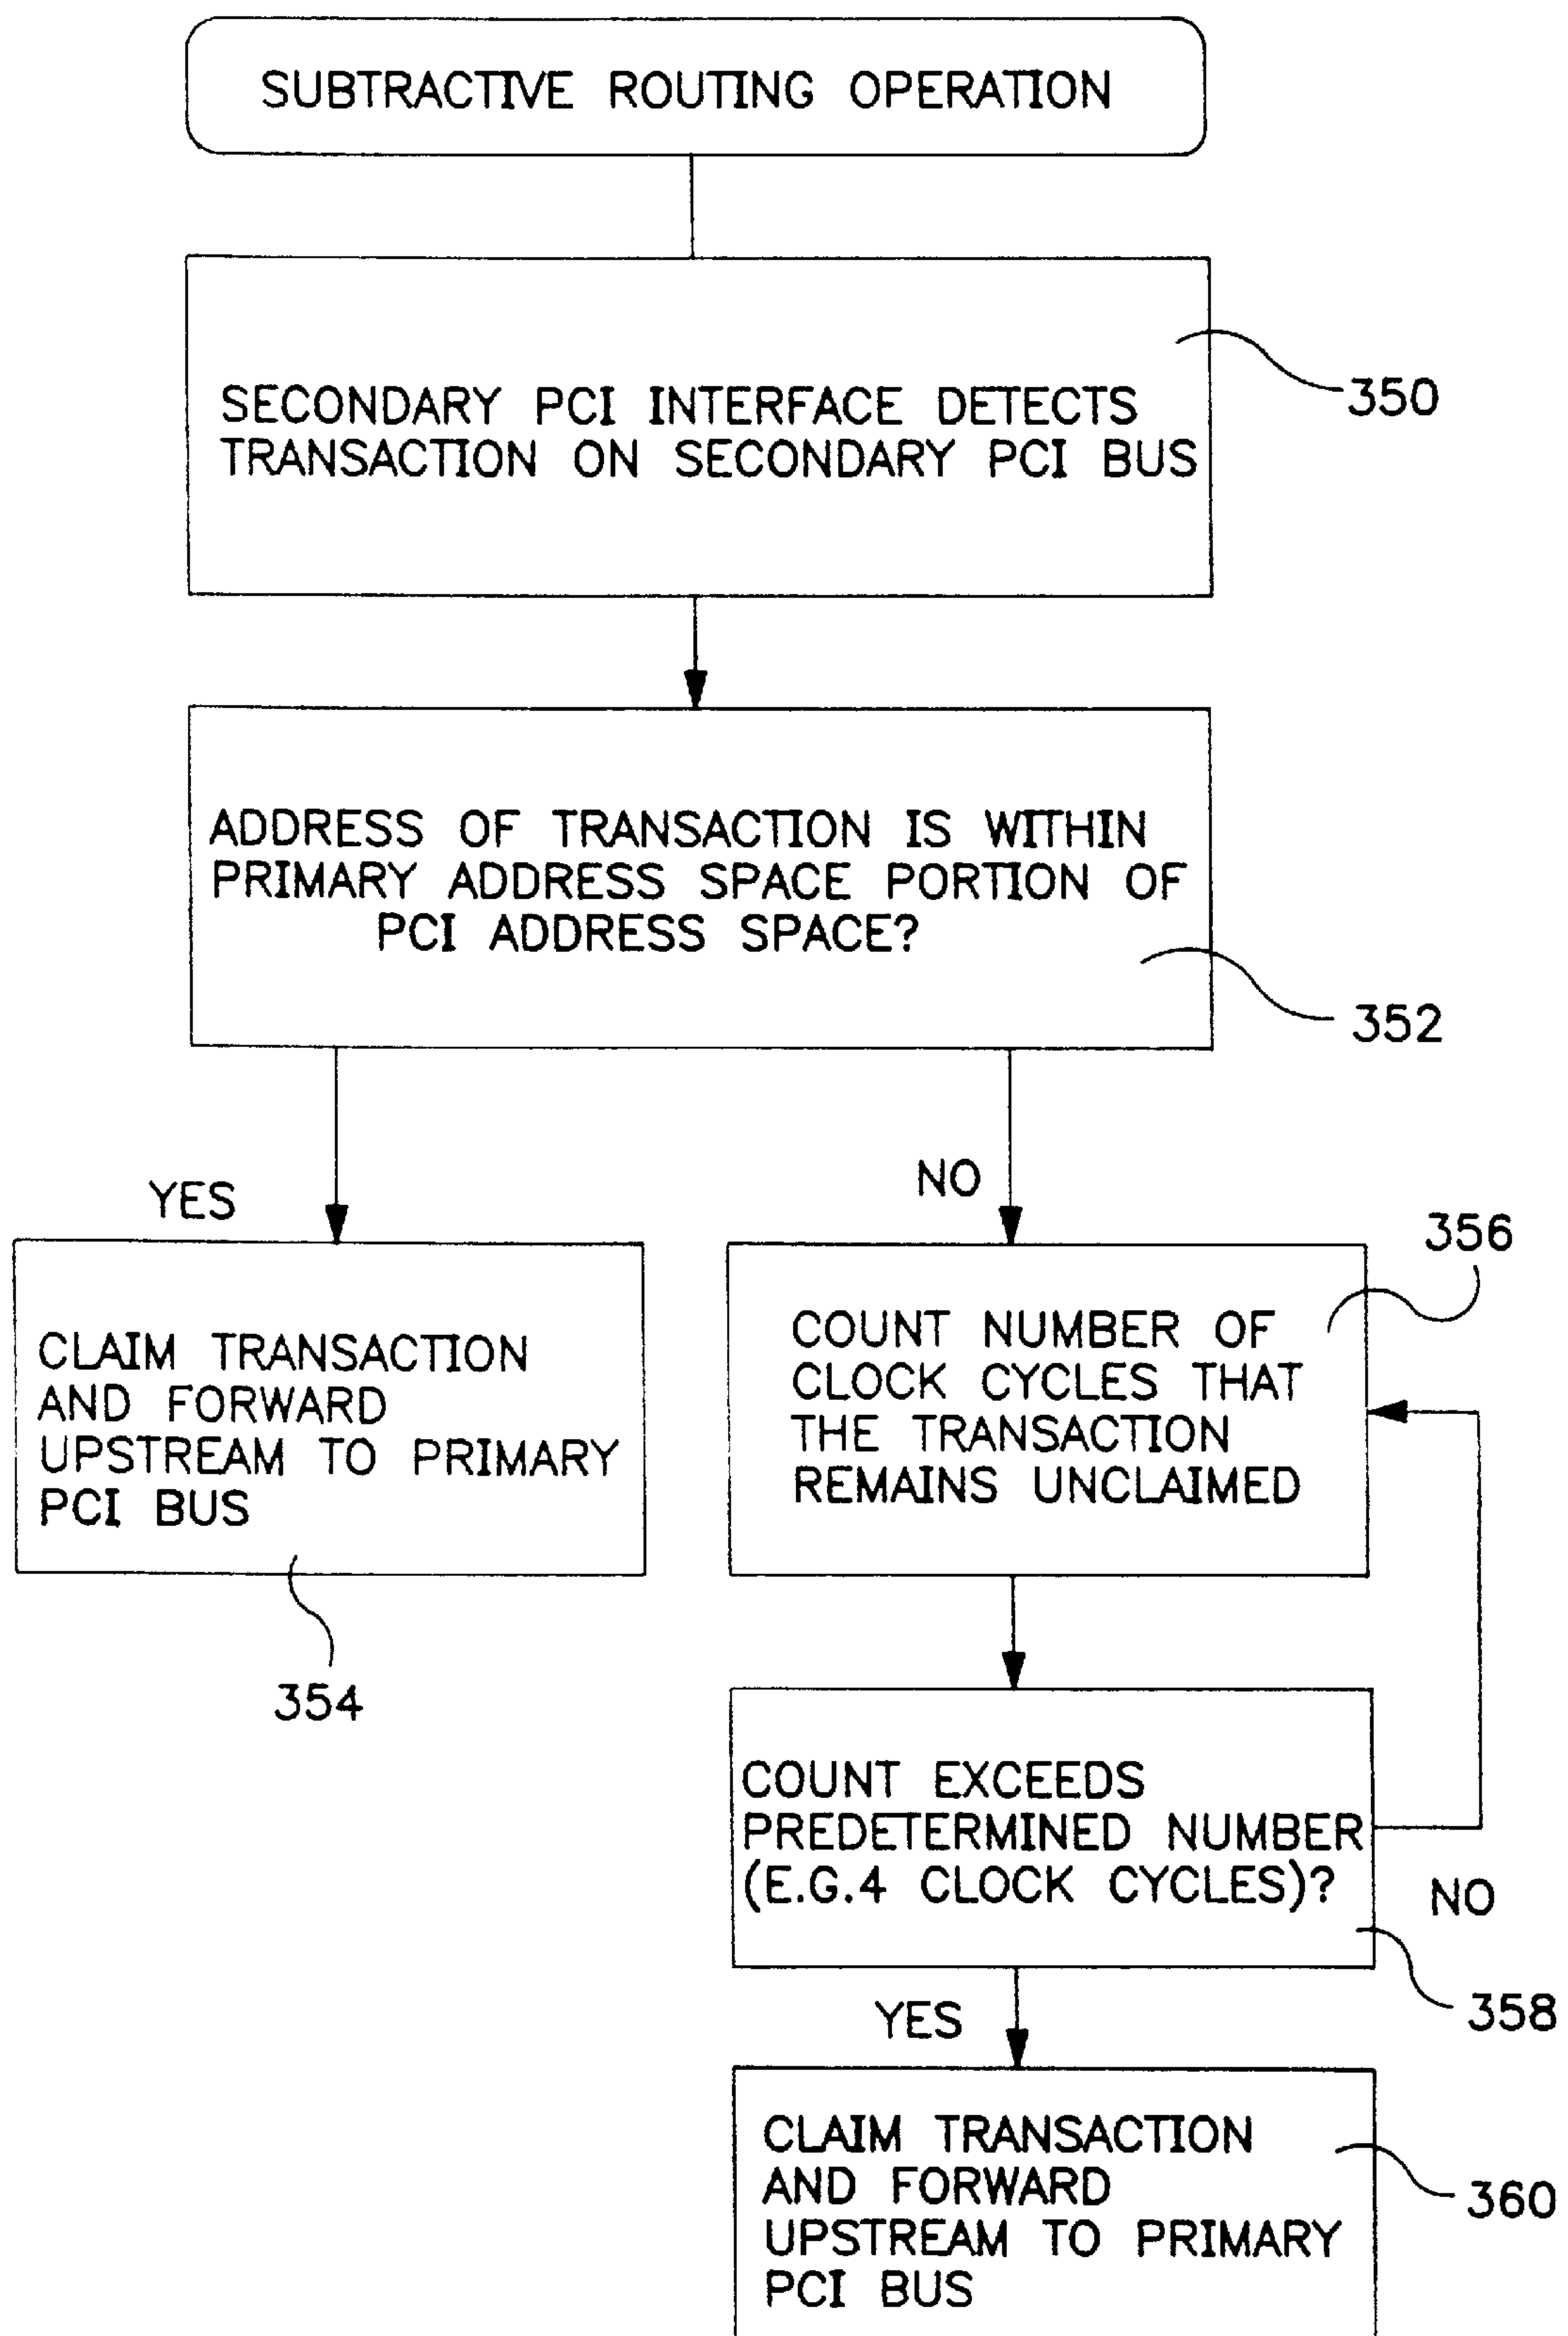 SUBTRACTIVE ROUTING OPERATION
SECONDARY PCI INTERFACE DETECTS
TRANSACTION ON SECONDARY PCI BUS
350
ADDRESS OF TRANSACTION IS WITHIN
PRIMARY ADDRESS SPACE PORTION OF
PCI ADDRESS SPACE?
352
YES
NO
CLAIM TRANSACTION
AND FORWARD
UPSTREAM TO PRIMARY
PCI BUS
354
356
COUNT NUMBER OF
CLOCK CYCLES THAT
THE TRANSACTION
REMAINS UNCLAIMED
COUNT EXCEEDS
PREDETERMINED NUMBER
(E.G.4 CLOCK CYCLES)?
NO
358
YES
CLAIM TRANSACTION
AND FORWARD
UPSTREAM TO PRIMARY
PCI BUS
360